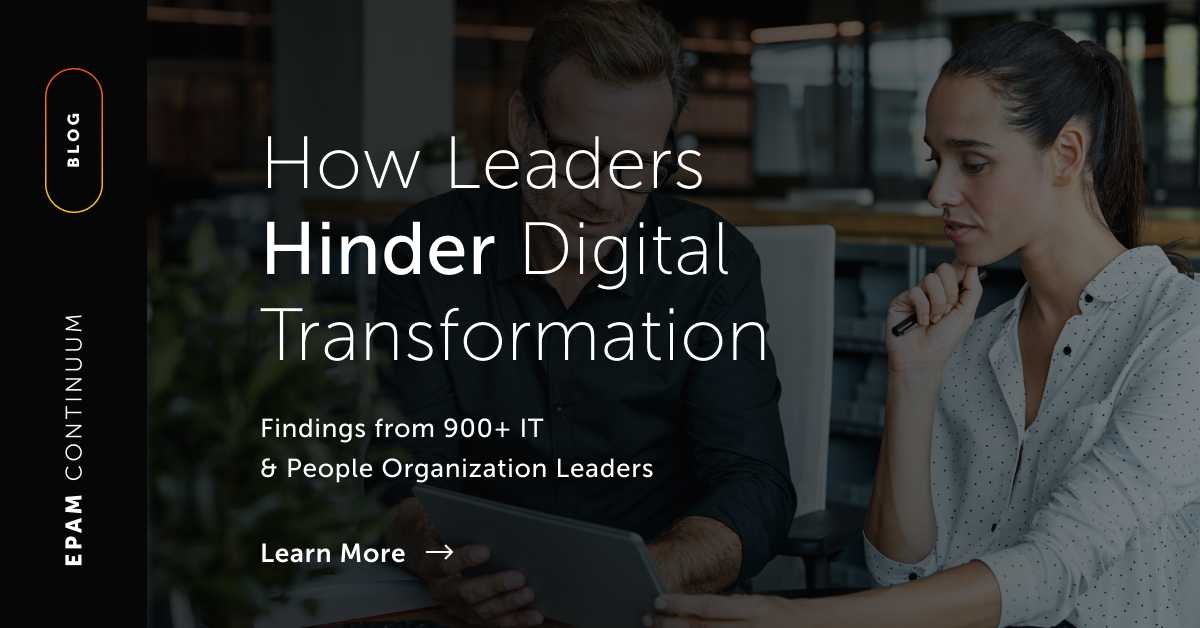 BLOG
EPAM CONTINUUM
How Leaders
Hinder Digital
Transformation
Findings from 900+ IT
& People Organization Leaders
Learn More →